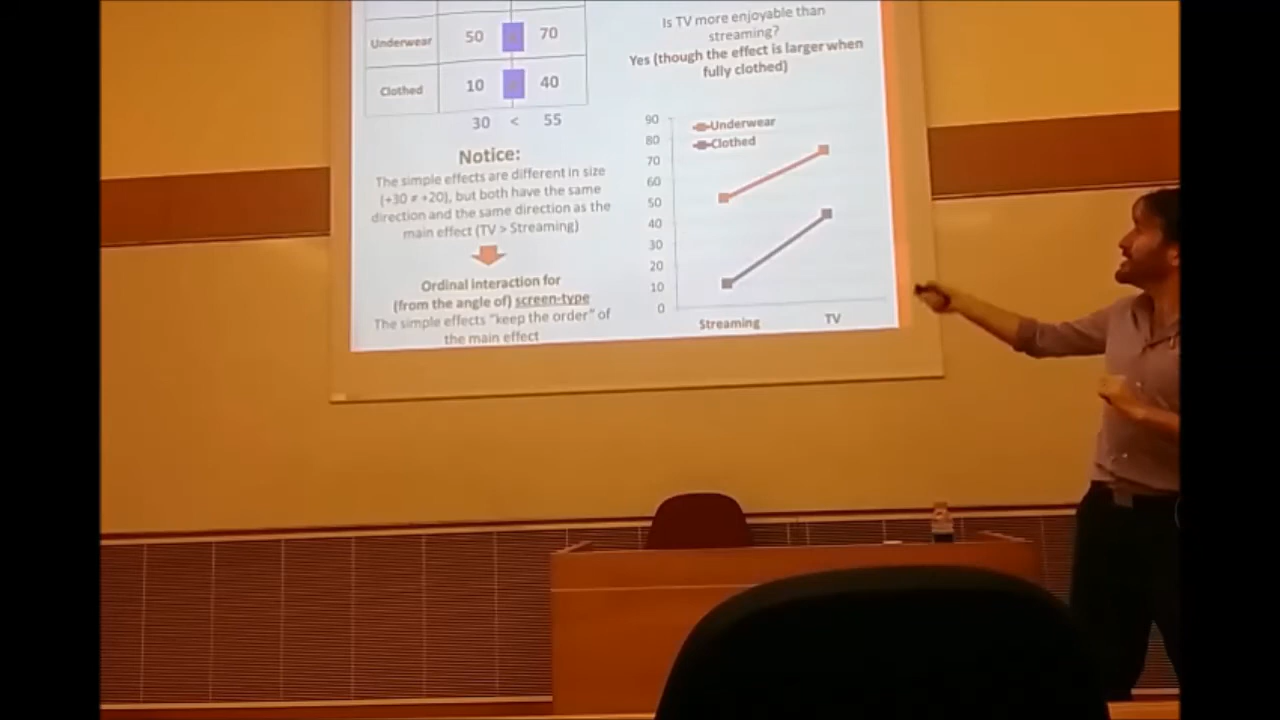 Underwear 50 70
Clothed 10 40
30 < 55
Notice:
The simple effects are different in size
(+30 ≠ +20), but both have the same
direction and the same direction as the
main effect (TV > Streaming)
Ordinal interaction for
(from the angle of) screen-type
The simple effects "keep the order" of
the main effect
Is TV more enjoyable than
streaming?
Yes (though the effect is larger when
fully clothed)
90
80
70
60
50
40
30
20
10
0
Underwear
Clothed
Streaming TV